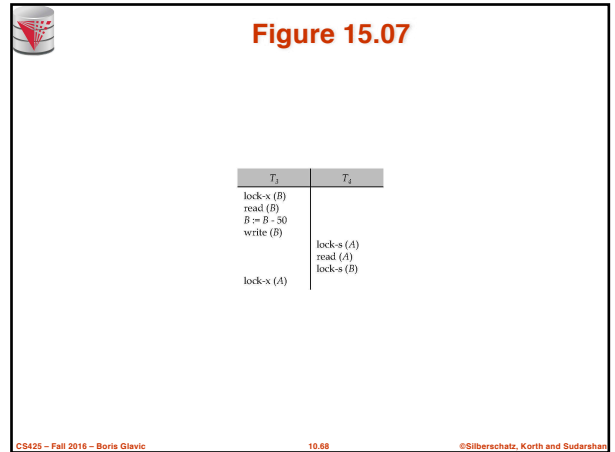 Figure 15.07
T3 T4
lock-x (B)
read (B)
B := B - 50
write (B)
lock-s (A)
read (A)
lock-s (B)
lock-x (A)
CS425 – Fall 2016 – Boris Glavic 10.68 ©Silberschatz, Korth and Sudarshan